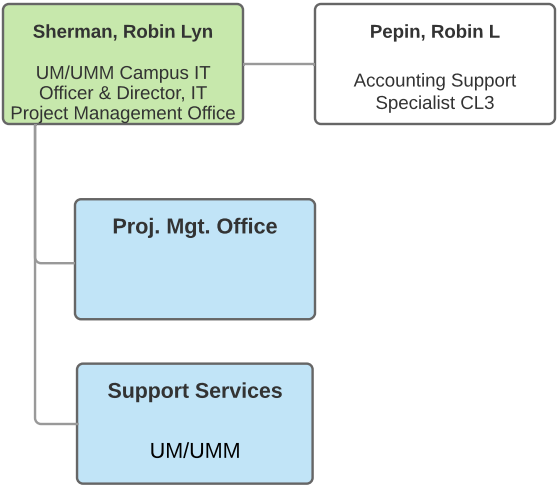 Sherman, Robin Lyn
UM/UMM Campus IT
Officer & Director, IT
Project Management Office
Pepin, Robin L
Accounting Support
Specialist CL3
Proj. Mgt. Office
Support Services
UM/UMM